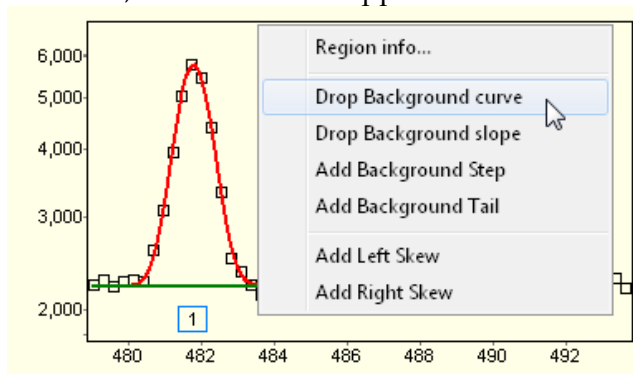 6,000
5,000
4,000
3,000
2,000
Region info...
Drop Background curve
Drop Background slope
Add Background Step
Add Background Tail
Add Left Skew
Add Right Skew
1
480 482 484 486 488 490 492